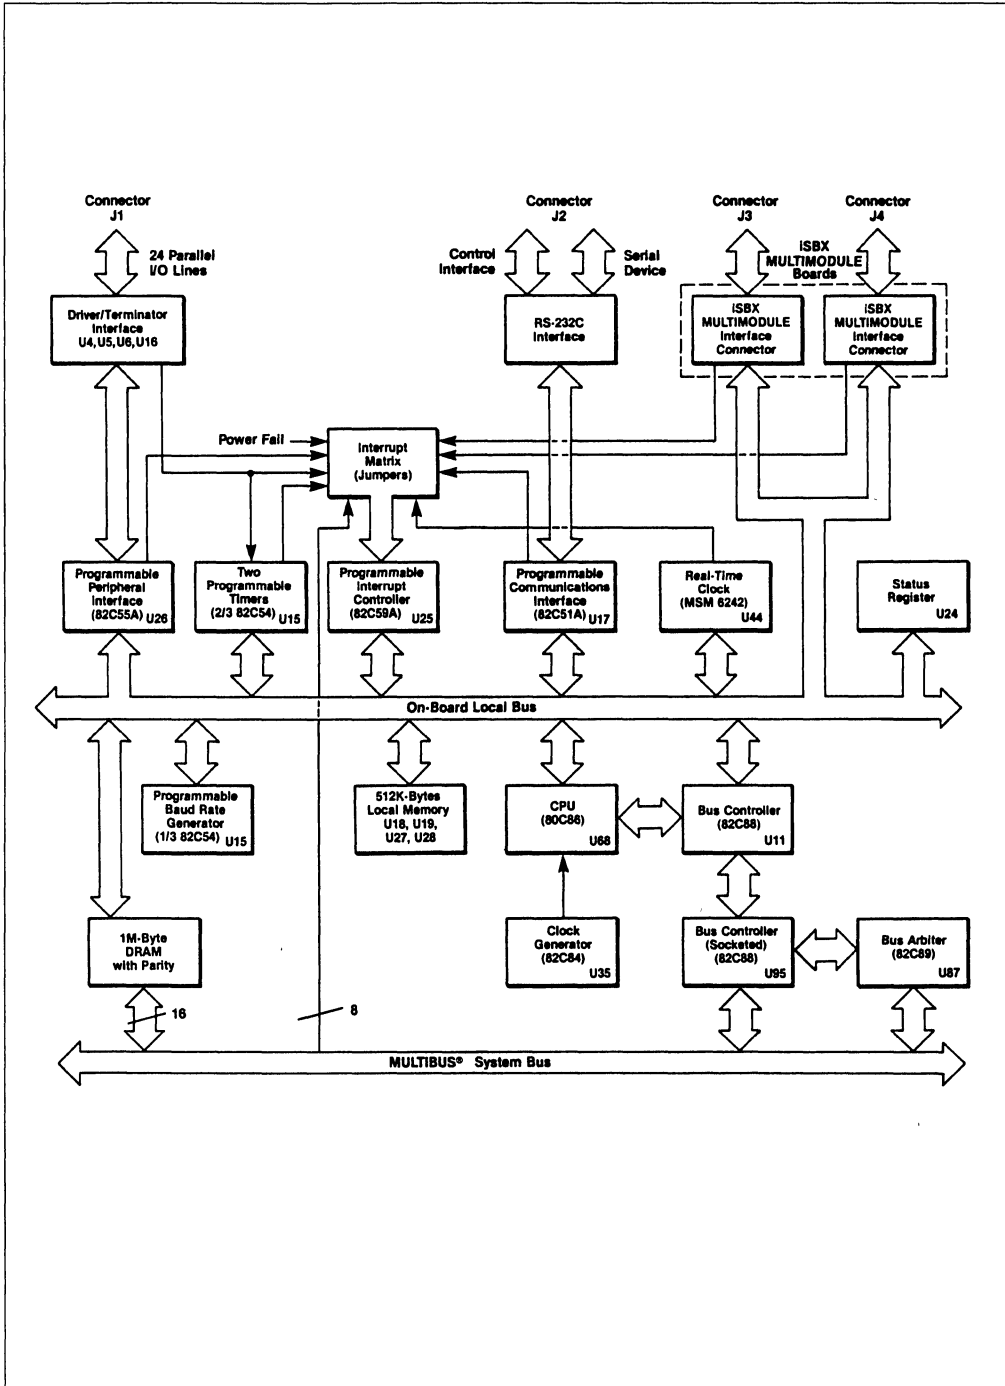 Connector
J1
Connector
J2
Connector
J3
Connector
J4
24 Parallel
I/O Lines
Control
Interface
Serial
Device
iSBX
MULTIMODULE
Boards
Driver/Terminator
Interface
U4, U5, U6, U16
RS-232C
Interface
iSBX
MULTIMODULE
Interface
Connector
iSBX
MULTIMODULE
Interface
Connector
Power Fail
Interrupt
Matrix
(Jumpers)
Programmable
Peripheral
Interface
(82C55A) U26
Two
Programmable
Timers
(2/3 82C54) U15
Programmable
Interrupt
Controller
(82C59A) U25
Programmable
Communications
Interface
(82C51A) U17
Real-Time
Clock
(MSM 6242)
U44
Status
Register
U24
On-Board Local Bus
Programmable
Baud Rate
Generator
(1/3 82C54) U15
512K-Bytes
Local Memory
U18, U19,
U27, U28
CPU
(80C86)
U68
Bus Controller
(82C88)
U11
1M-Byte
DRAM
with Parity
Clock
Generator
(82C84)
U35
Bus Controller
(Socketed)
(82C88)
U95
Bus Arbiter
(82C89)
U87
16
8
MULTIBUS® System Bus